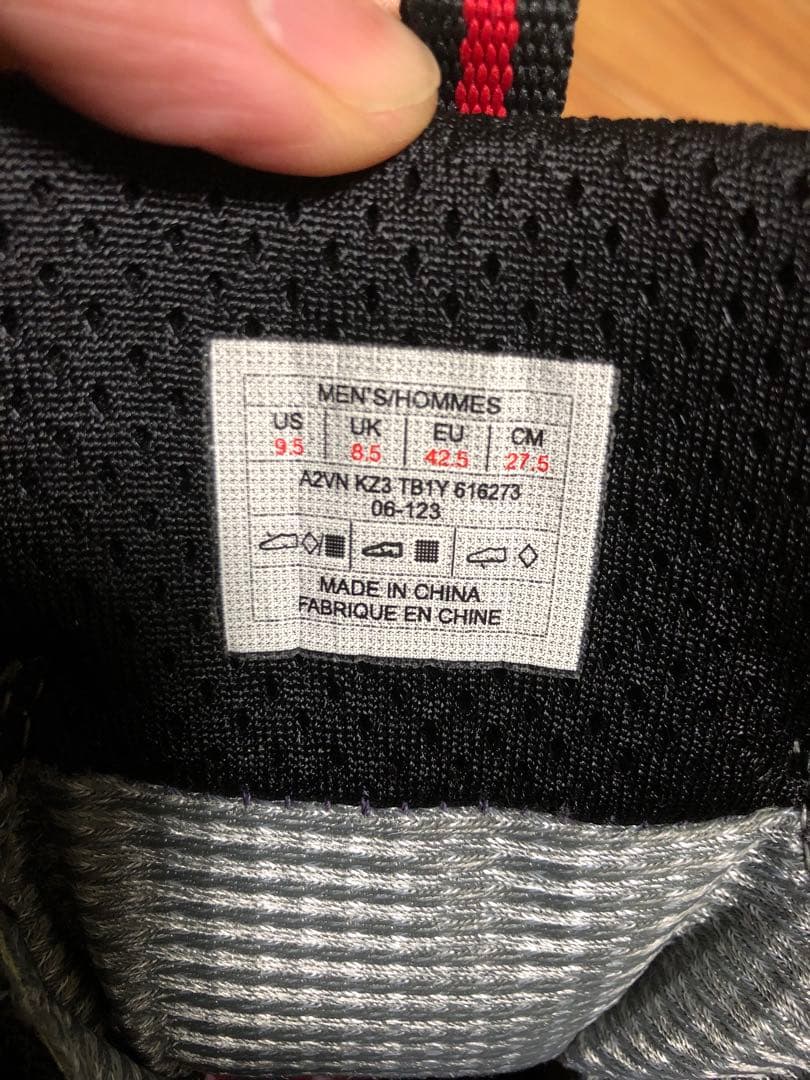 MEN'S/HOMMES
US UK EU CM
9.5 8.5 42.5 27.5
A2VN KZ3 TB1Y 616273
06-123
MADE IN CHINA
FABRIQUE EN CHINE